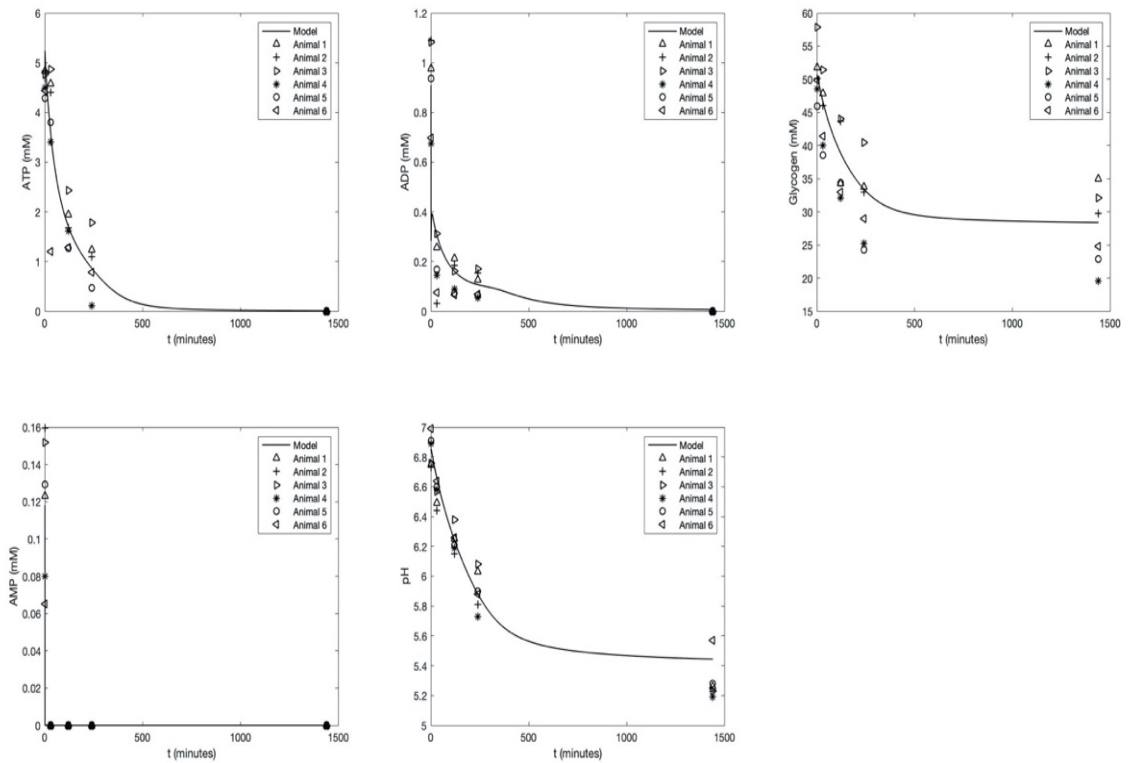 ATP (mM)
6
5
4
3
2
1
0
0 500 1000 1500
t (minutes)
Model
Animal 1
Animal 2
Animal 3
Animal 4
Animal 5
Animal 6
ADP (mM)
1.2
1
0.8
0.6
0.4
0.2
0
0 500 1000 1500
t (minutes)
Model
Animal 1
Animal 2
Animal 3
Animal 4
Animal 5
Animal 6
Glycogen (mM)
60
55
50
45
40
35
30
25
20
15
0 500 1000 1500
t (minutes)
Model
Animal 1
Animal 2
Animal 3
Animal 4
Animal 5
Animal 6
AMP (mM)
0.16
0.14
0.12
0.1
0.08
0.06
0.04
0.02
0
0 500 1000 1500
t (minutes)
Model
Animal 1
Animal 2
Animal 3
Animal 4
Animal 5
Animal 6
pH
7
6.8
6.6
6.4
6.2
6
5.8
5.6
5.4
5.2
5
0 500 1000 1500
t (minutes)
Model
Animal 1
Animal 2
Animal 3
Animal 4
Animal 5
Animal 6